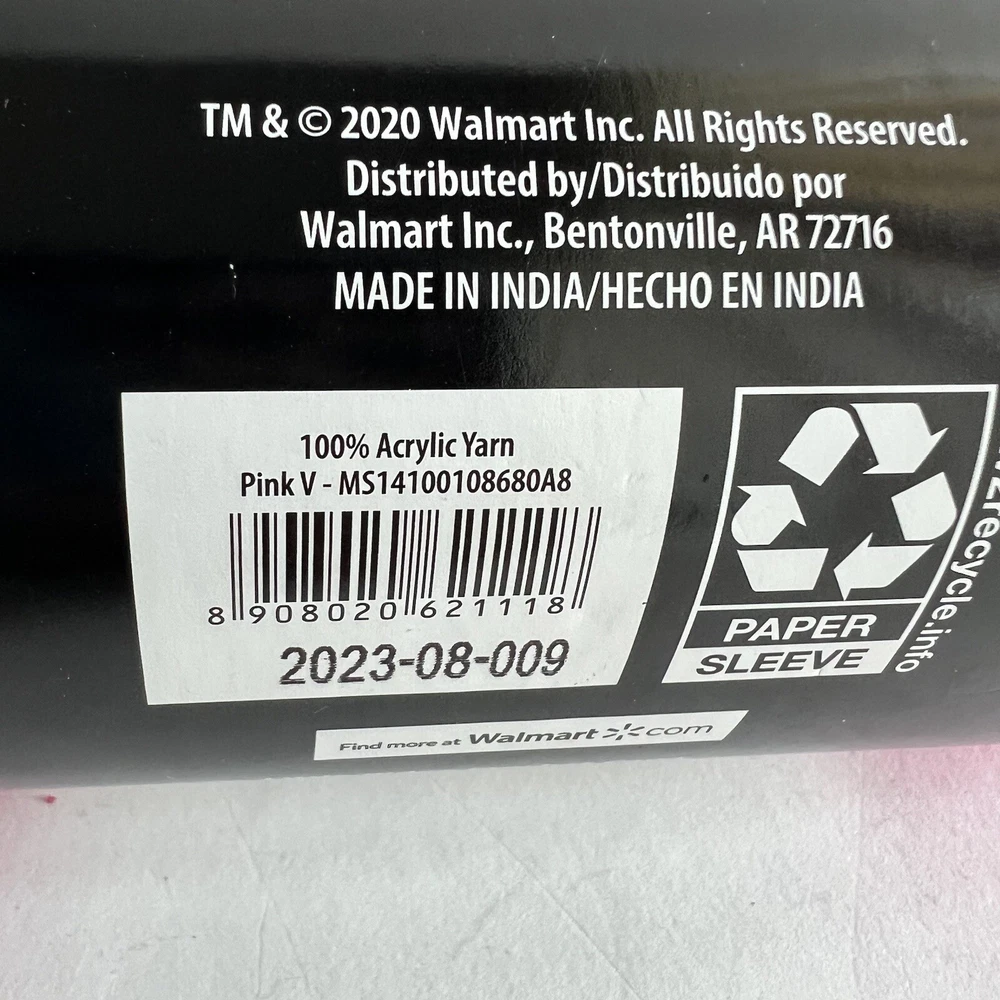 TM & © 2020 Walmart Inc. All Rights Reserved.
Distributed by/Distribuido por
Walmart Inc., Bentonville, AR 72716
MADE IN INDIA/HECHO EN INDIA
100% Acrylic Yarn
Pink V - MS14100108680A8
8 908020 621118
2023-08-009
PAPER
SLEEVE
2recycle.info
Find more at Walmart.com